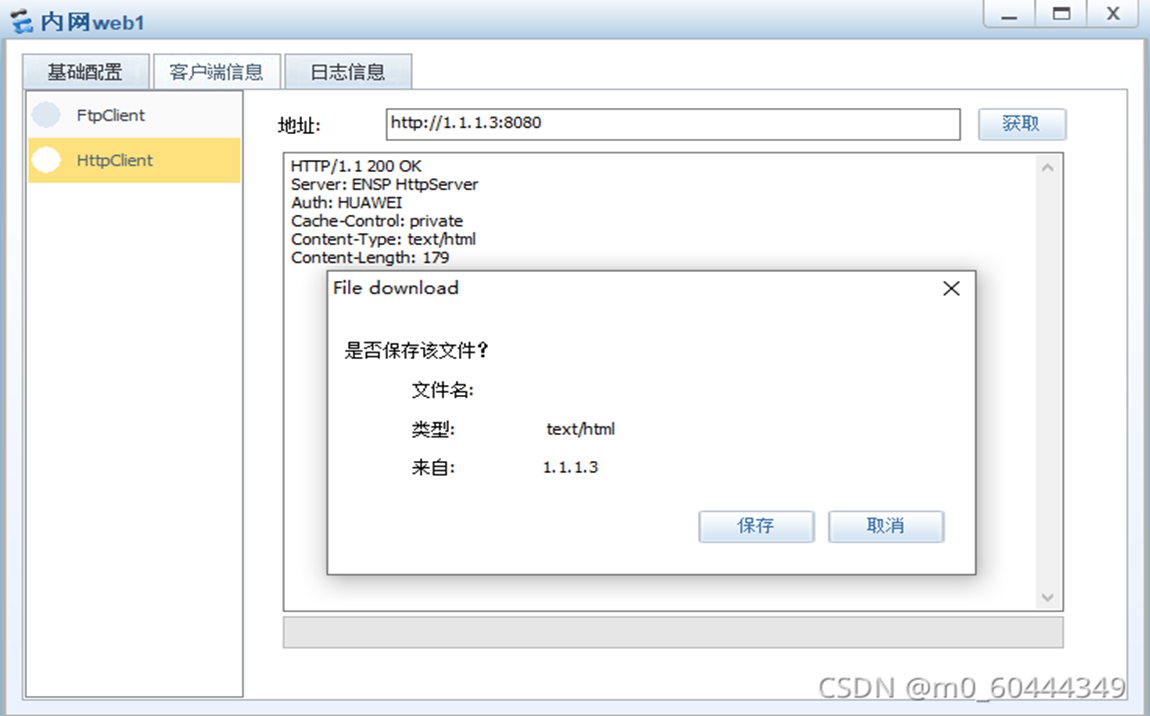 内网web1
基础配置 客户端信息 日志信息
FtpClient
HttpClient
地址: http://1.1.1.3:8080 获取
HTTP/1.1 200 OK
Server: ENSP HttpServer
Auth: HUAWEI
Cache-Control: private
Content-Type: text/html
Content-Length: 179
File download
是否保存该文件?
文件名:
类型: text/html
来自: 1.1.1.3
保存 取消
CSDN @m0_60444349